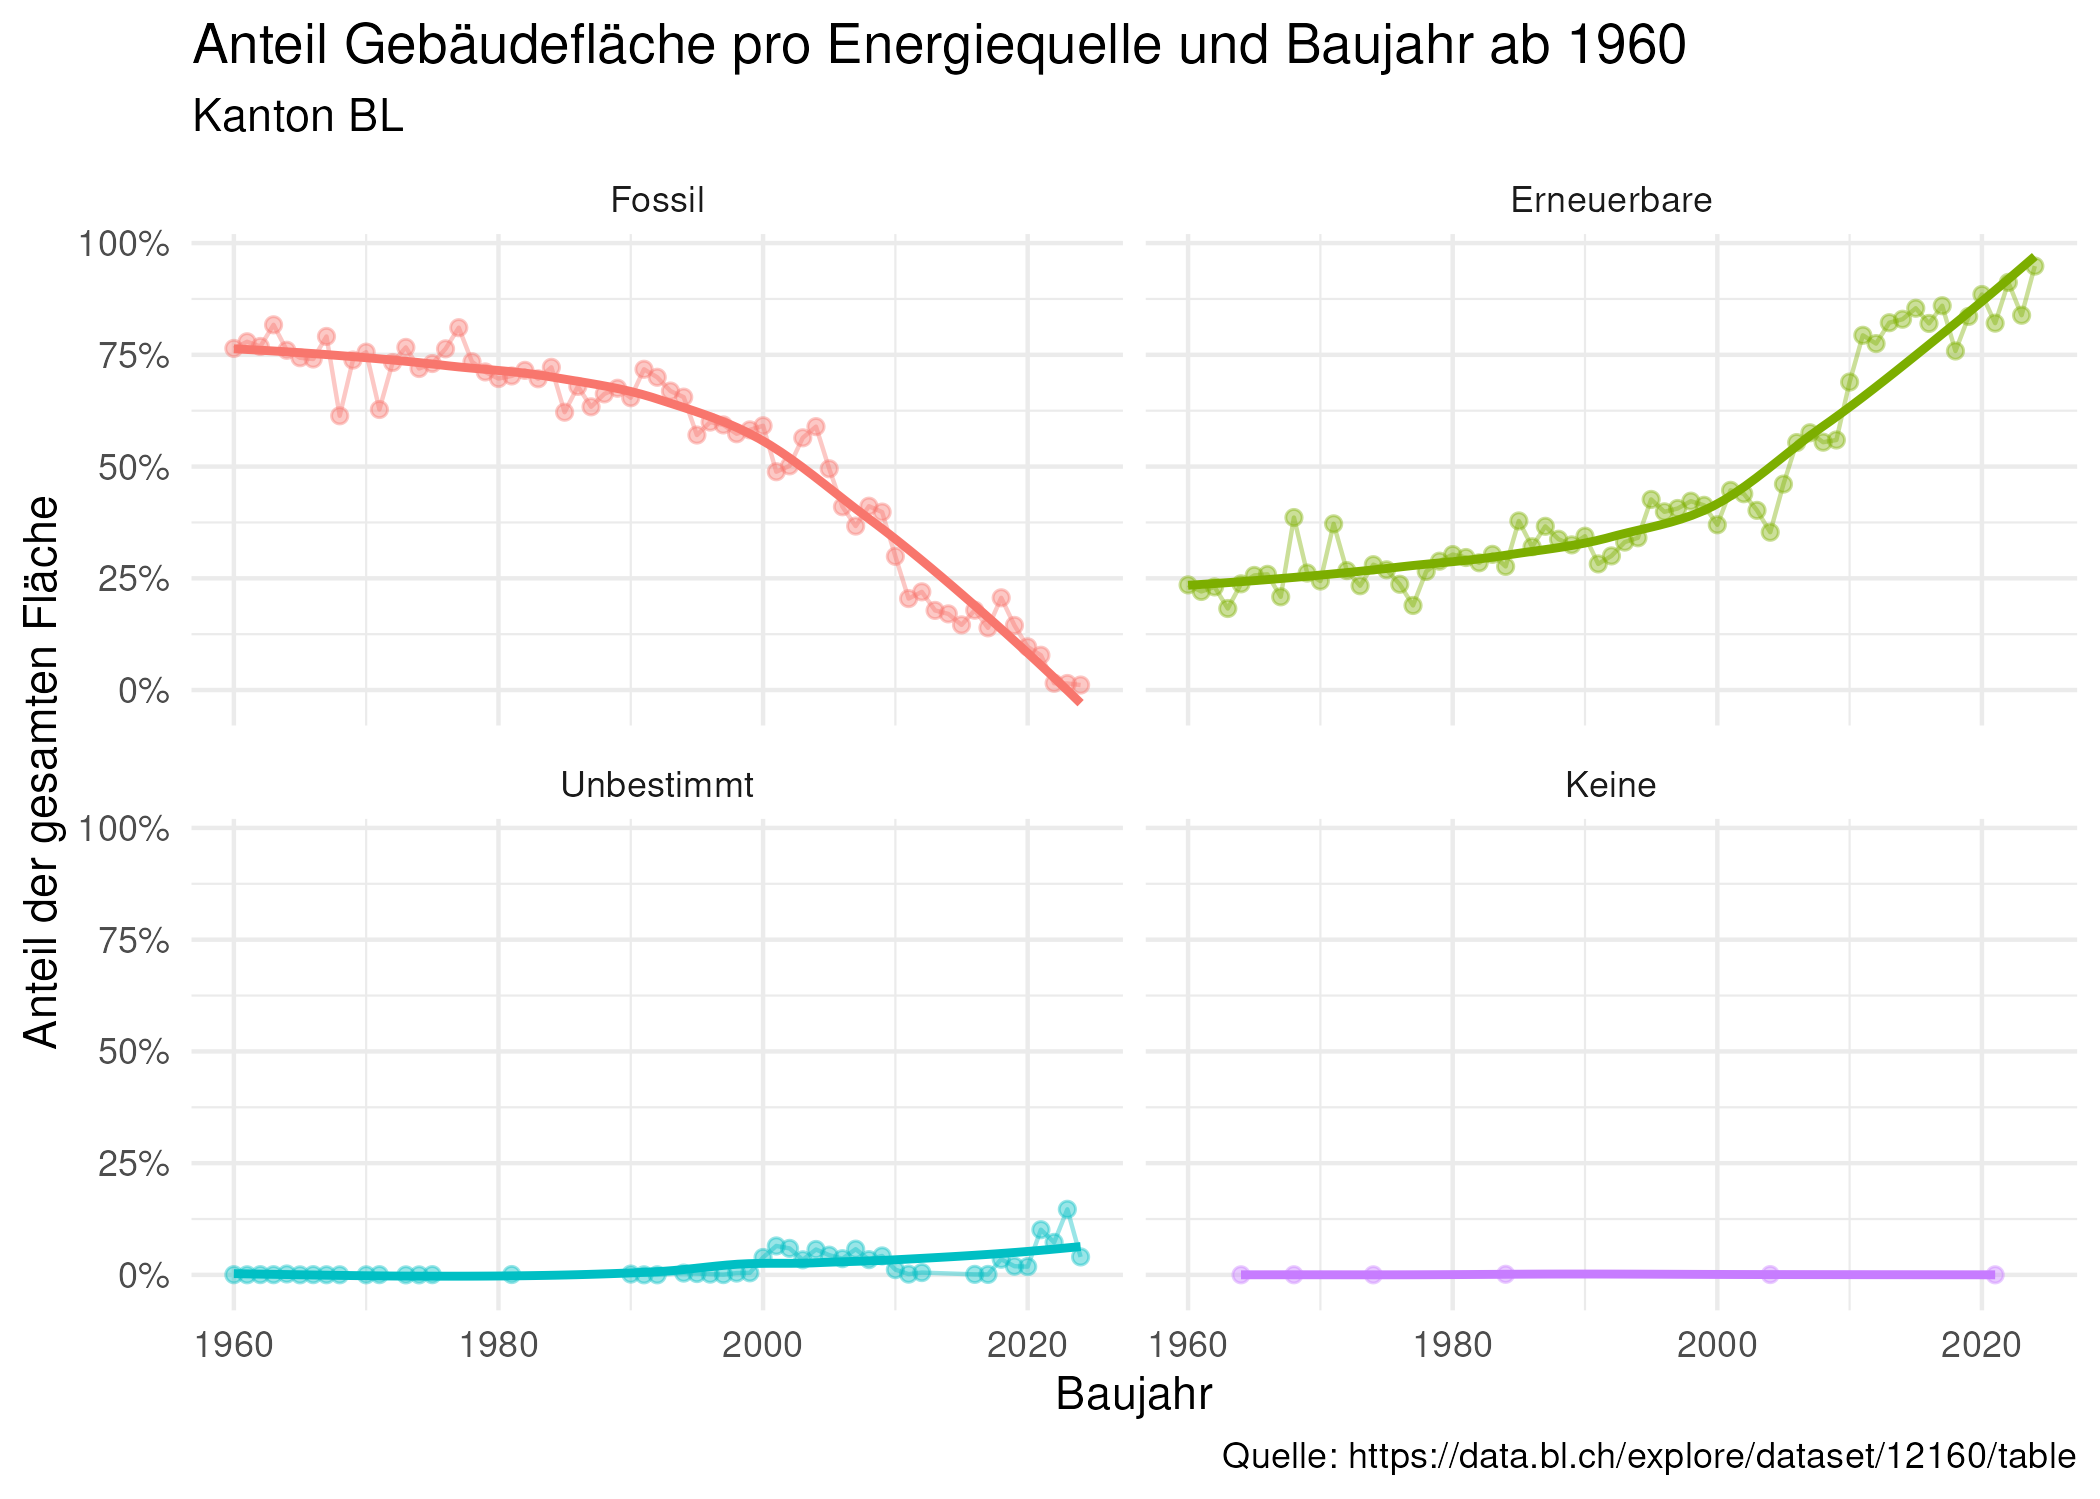 Anteil Gebäudefläche pro Energiequelle und Baujahr ab 1960
Kanton BL
Fossil
Erneuerbare
100%
75%
50%
25%
0%
Anteil der gesamten Fläche
Unbestimmt
Keine
100%
75%
50%
25%
0%
1960
1980
2000
2020
1960
1980
2000
2020
Baujahr
Quelle: https://data.bl.ch/explore/dataset/12160/table